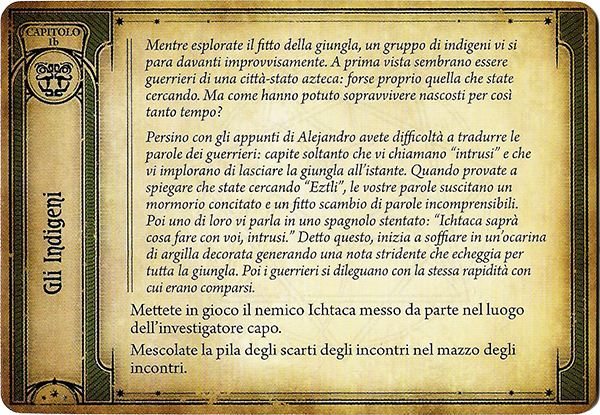 CAPITOLO
1b
Gli Indigeni
Mentre esplorate il fitto della giungla, un gruppo di indigeni vi si
para davanti improvvisamente. A prima vista sembrano essere
guerrieri di una città-stato azteca: forse proprio quella che state
cercando. Ma come hanno potuto sopravvivere nascosti per così
tanto tempo?
Persino con gli appunti di Alejandro avete difficoltà a tradurre le
parole dei guerrieri: capite soltanto che vi chiamano “intrusi” e che
vi implorano di lasciare la giungla all'istante. Quando provate a
spiegare che state cercando “Eztli”, le vostre parole suscitano un
mormorio concitato e un fitto scambio di parole incomprensibili.
Poi uno di loro vi parla in uno spagnolo stentato: “Ichtaca saprà
cosa fare con voi, intrusi.” Detto questo, inizia a soffiare in un'ocarina
di argilla decorata generando una nota stridente che echeggia per
tutta la giungla. Poi i guerrieri si dileguano con la stessa rapidità con
cui erano comparsi.
Mettete in gioco il nemico Ichtaca messo da parte nel luogo
dell'investigatore capo.
Mescolate la pila degli scarti degli incontri nel mazzo degli
incontri.